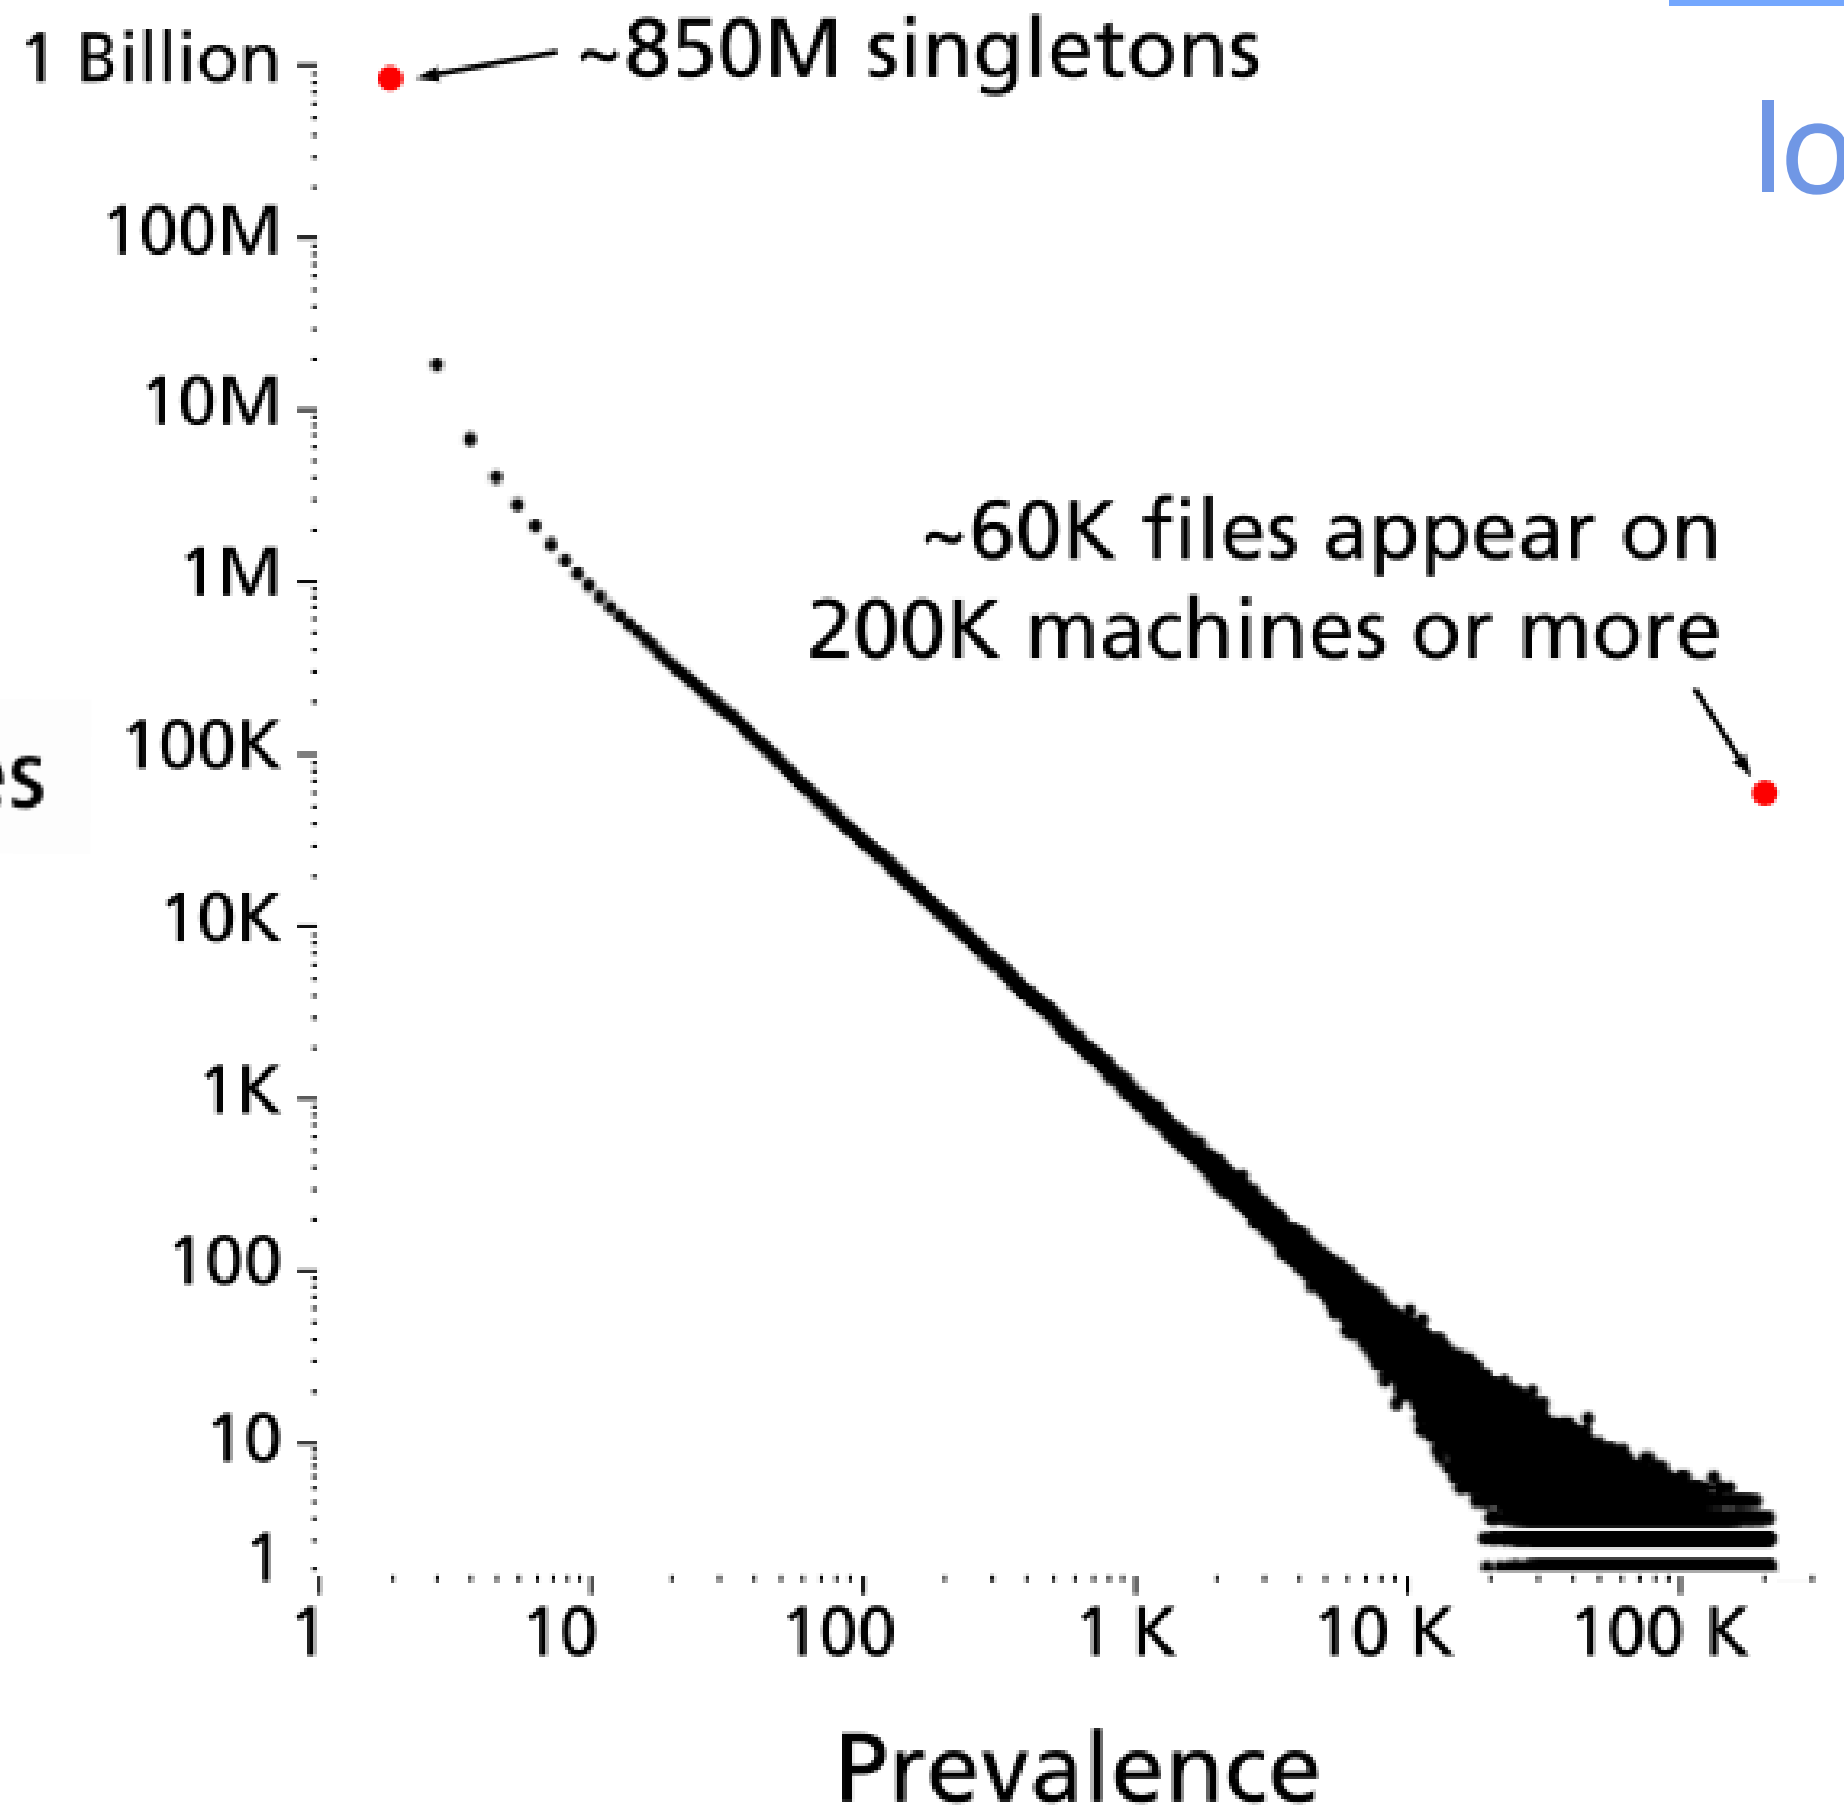 1 Billion
~850M singletons
100M
10M
~60K files appear on
1M
200K machines or more
100K
10K
1K
100
10
1
1 10 100 1 K 10 K 100 K
Prevalence